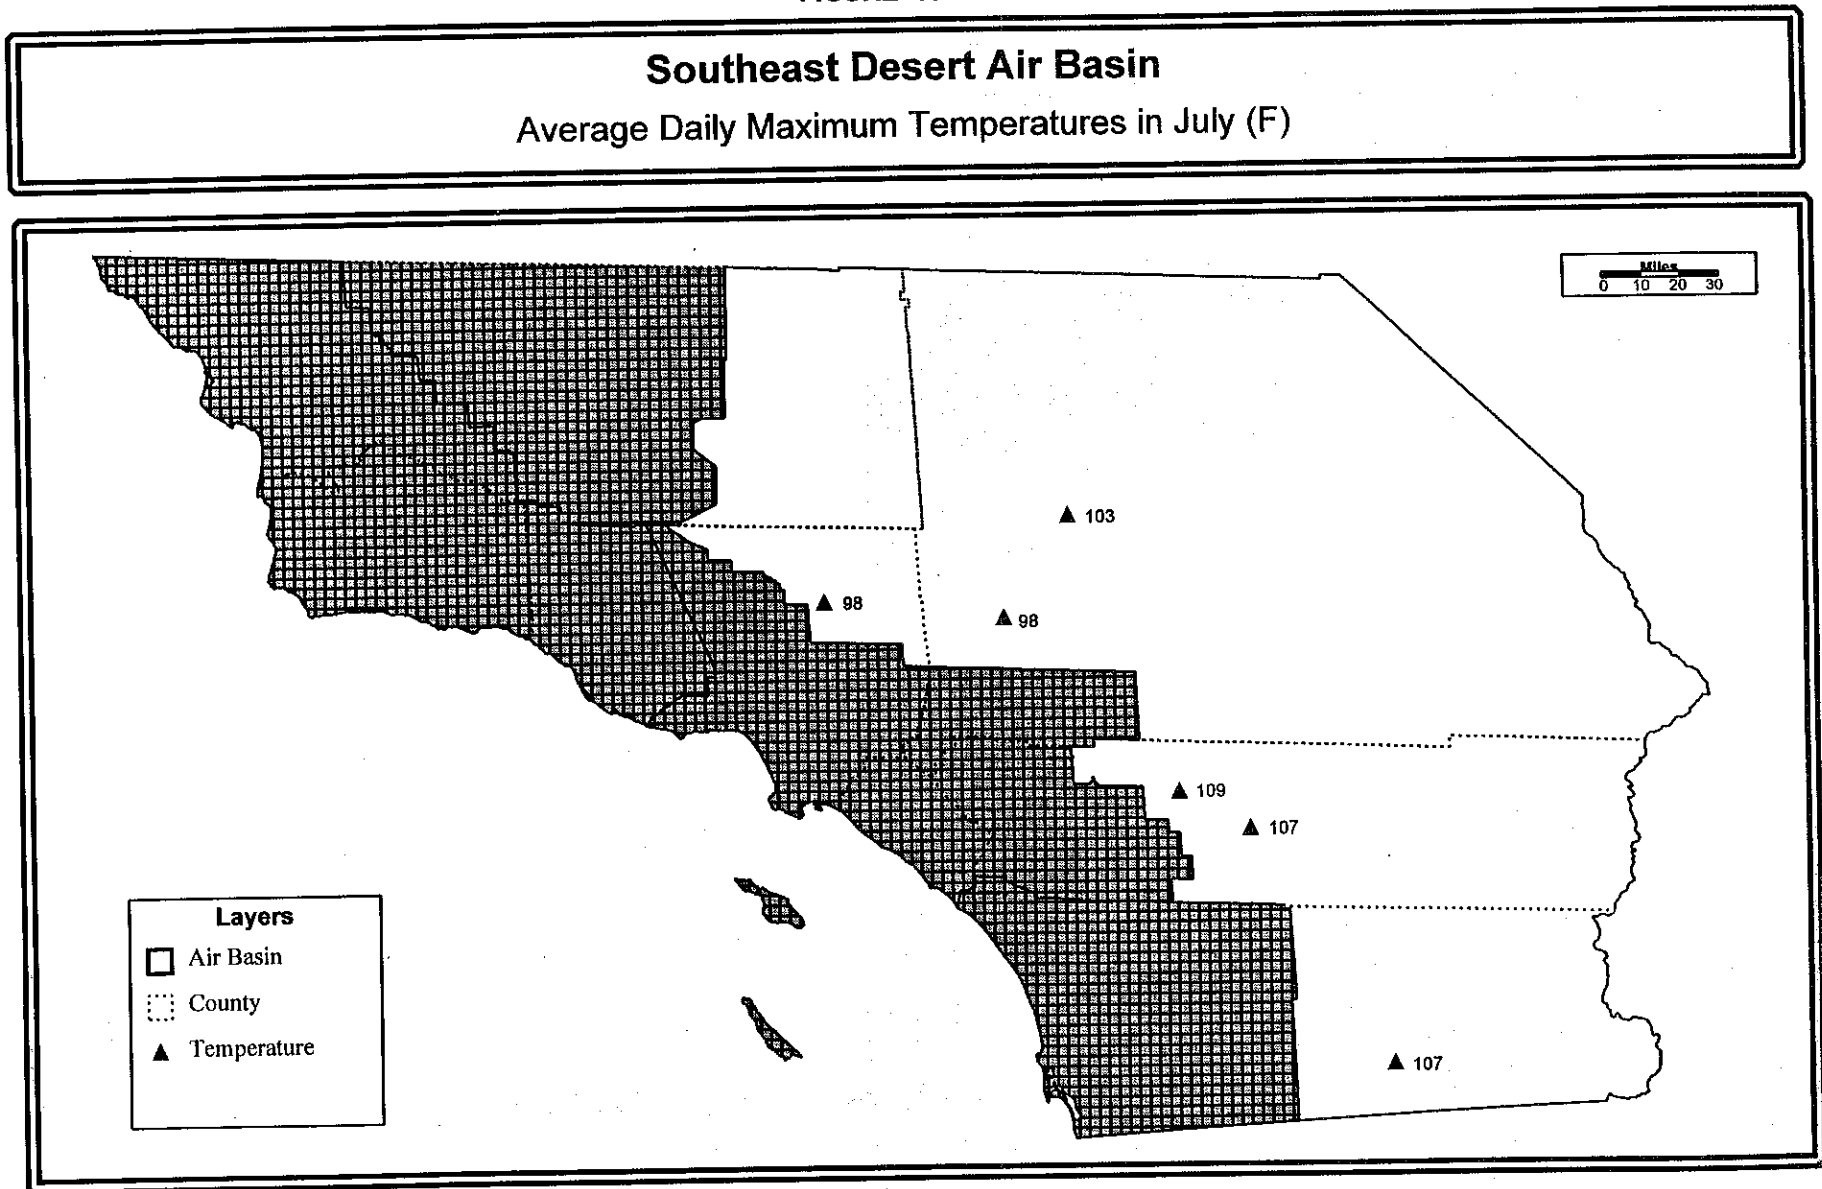 Southeast Desert Air Basin
Average Daily Maximum Temperatures in July (F)
Miles
0 10 20 30
103
98
98
109
107
107
Layers
Air Basin
County
Temperature